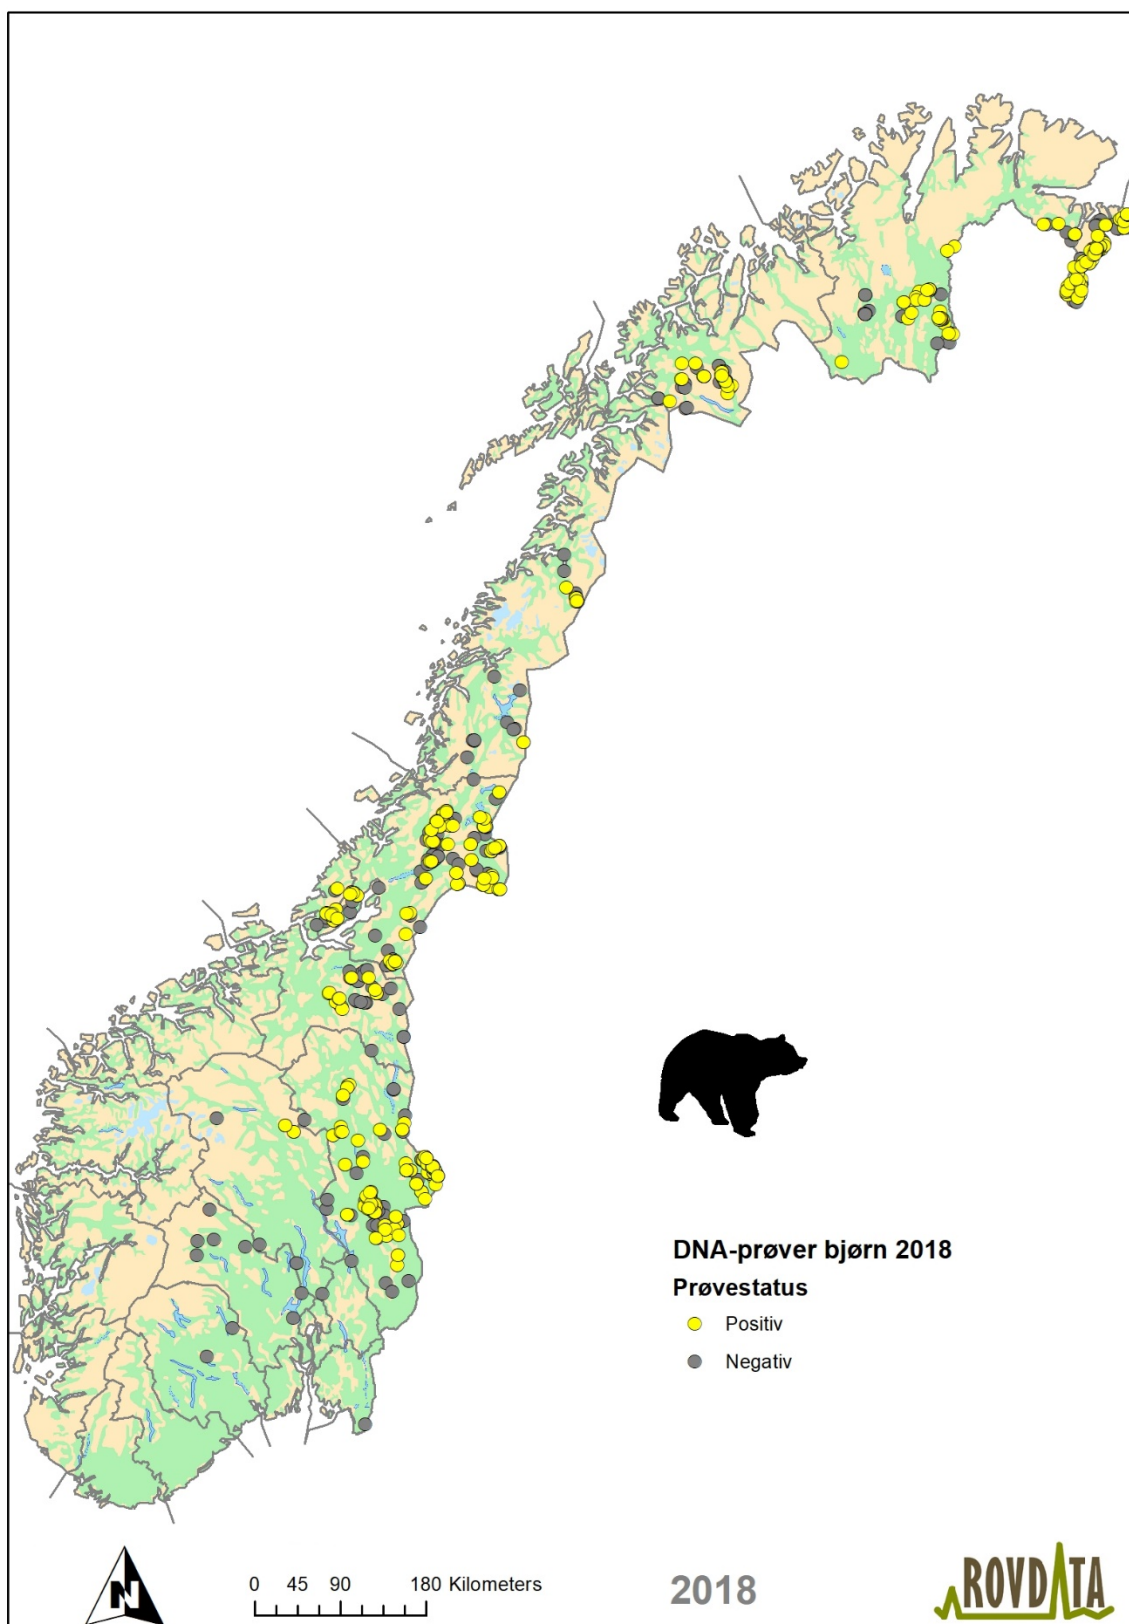 DNA-prøver bjørn 2018
Prøvestatus
Positiv
Negativ
N
0 45 90 180 Kilometers
2018
ROVDATA